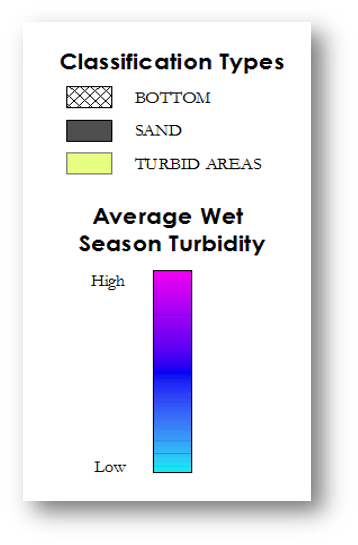 Classification Types
BOTTOM
SAND
TURBID AREAS
Average Wet
Season Turbidity
High
Low